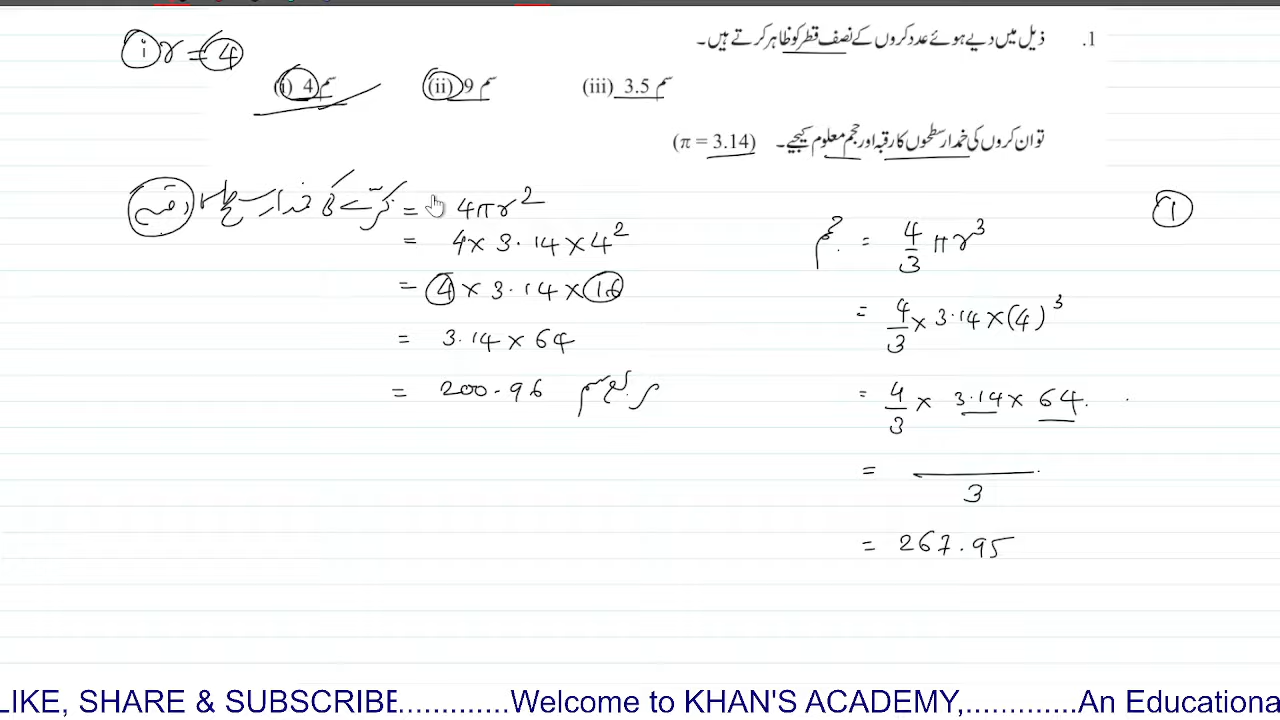 1. ذیل میں دیے ہوئے عدد کروں کے نصف قطر کو ظاہر کرتے ہیں۔
i r = 4
(i) 4 سم (ii) 9 سم (iii) 3.5 سم
تو ان کروں کی خمدار سطحوں کا رقبہ اور حجم معلوم کیجیے۔ (π = 3.14)
کرے کی خمدار سطح کا رقبہ = 4πr²
= 4 × 3.14 × 4²
= 4 × 3.14 × 16
= 3.14 × 64
= 200.96 مربع سم
1
حجم = 4/3 πr³
= 4/3 × 3.14 × (4)³
= 4/3 × 3.14 × 64.
= ——— 3
= 267.95
LIKE, SHARE & SUBSCRIBE.............Welcome to KHAN'S ACADEMY,.............An Educationa